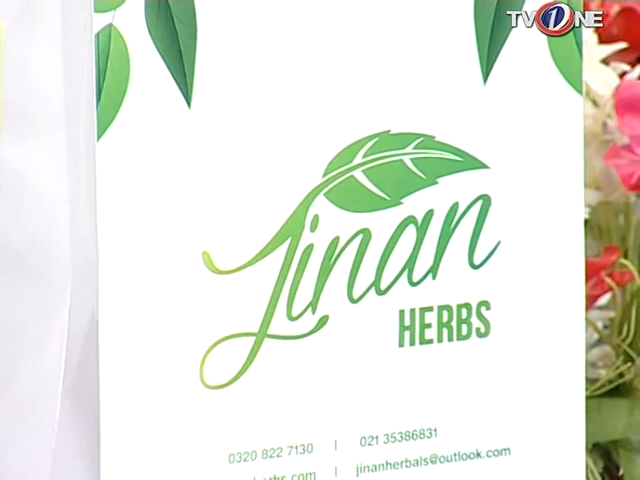 TV ONE
Jinan
HERBS
0320 822 7130 | 021 35386831
| jinanherbals@outlook.com